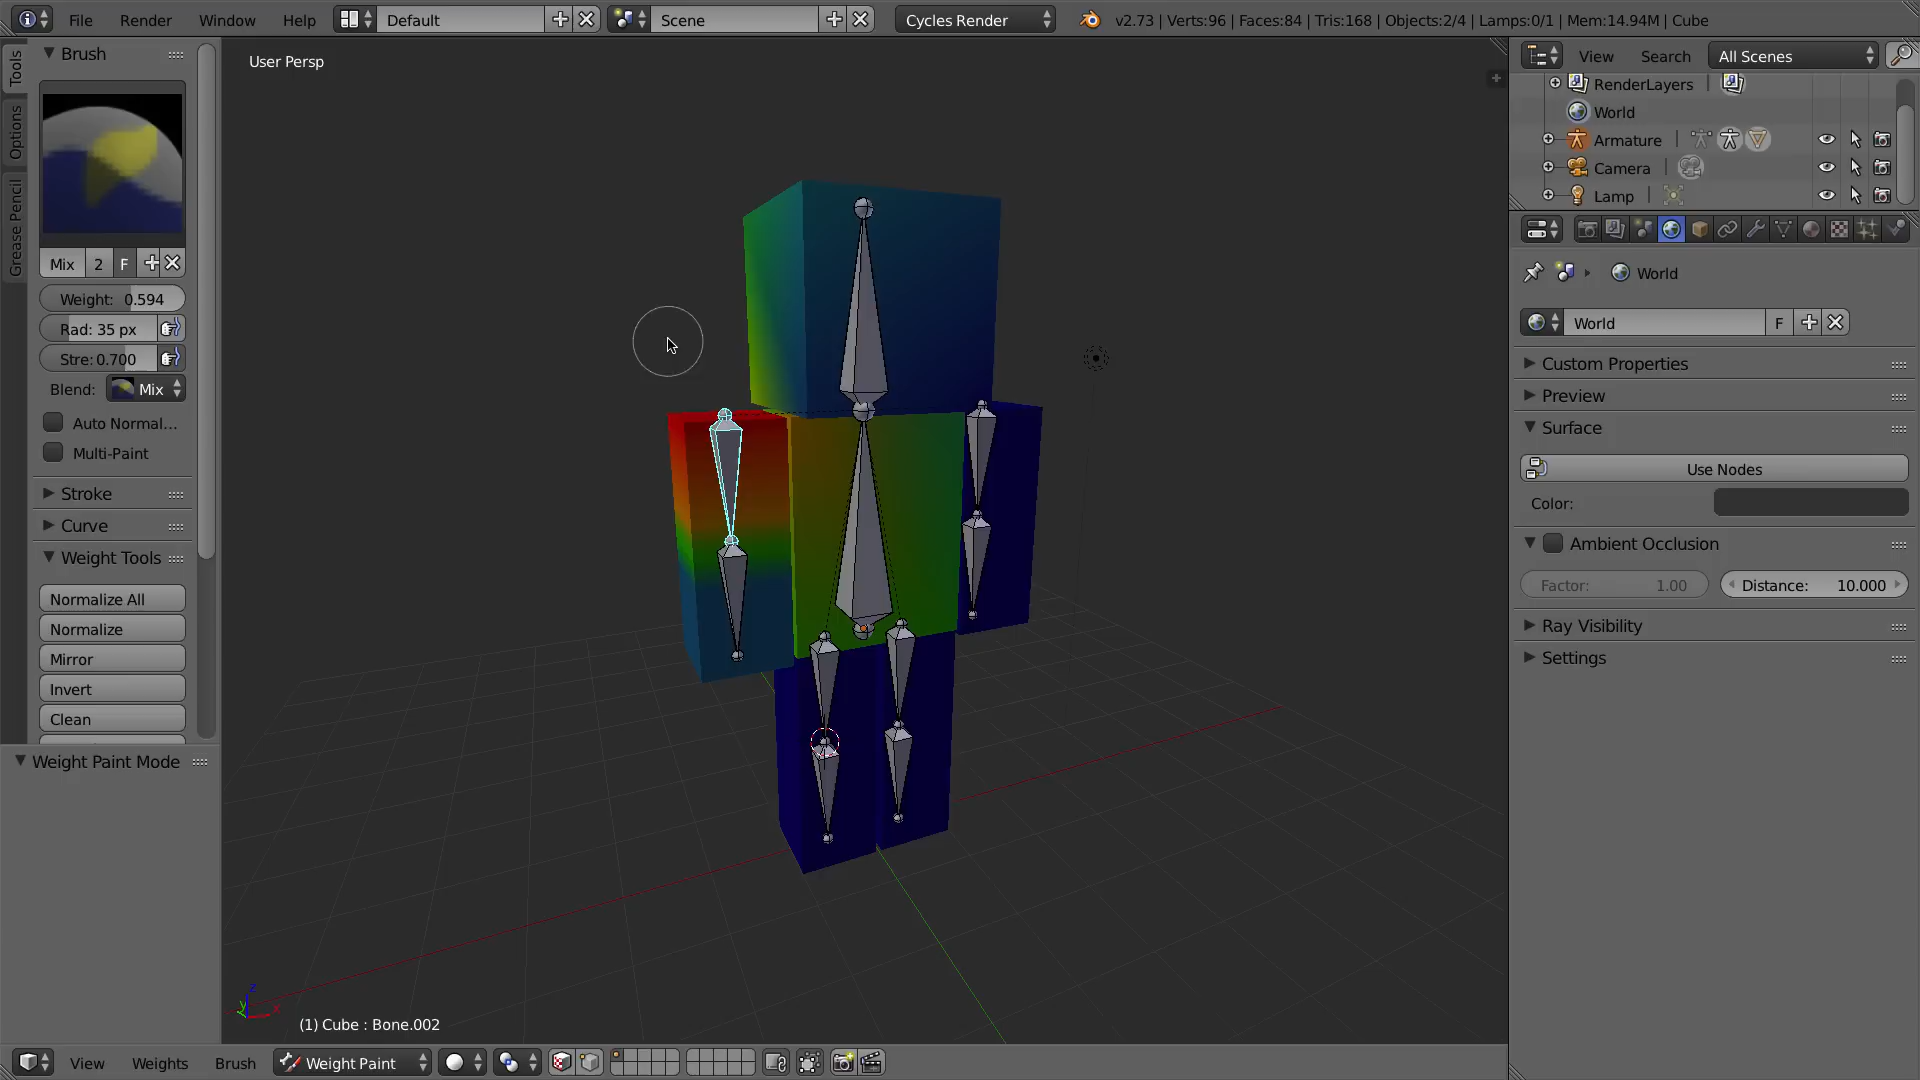 File Render Window Help Default Scene Cycles Render v2.73 | Verts:96 | Faces:84 | Tris:168 | Objects:2/4 | Lamps:0/1 | Mem:14.94M | Cube
Tools
Options
Grease Pencil
Brush
Mix 2 F
Weight: 0.594
Rad: 35 px
Stre: 0.700
Blend: Mix
Auto Normal...
Multi-Paint
Stroke
Curve
Weight Tools
Normalize All
Normalize
Mirror
Invert
Clean
Weight Paint Mode
User Persp
z
y
x
(1) Cube : Bone.002
View Weights Brush Weight Paint
View Search All Scenes
RenderLayers
World
Armature
Camera
Lamp
World
World F
Custom Properties
Preview
Surface
Use Nodes
Color:
Ambient Occlusion
Factor: 1.00 Distance: 10.000
Ray Visibility
Settings